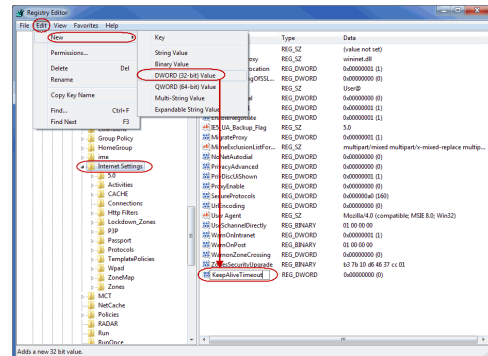 Registry Editor
File Edit View Favorites Help
New
Permissions...
Delete Del
Rename
Copy Key Name
Find... Ctrl+F
Find Next F3
Key
String Value
Binary Value
DWORD (32-bit) Value
QWORD (64-bit) Value
Multi-String Value
Expandable String Value
Type Data
REG_SZ (value not set)
REG_SZ wininet.dll
REG_DWORD 0x00000001 (1)
REG_DWORD 0x00000000 (0)
REG_SZ User@
REG_DWORD 0x00000000 (0)
REG_DWORD 0x00000000 (0)
REG_DWORD 0x00000001 (1)
EnableNegotiate REG_DWORD 0x00000001 (1)
IE5_UA_Backup_Flag REG_SZ 5.0
MigrateProxy REG_DWORD 0x00000001 (1)
MimeExclusionListFor... REG_SZ multipart/mixed multipart/x-mixed-replace multip...
NoNetAutodial REG_DWORD 0x00000000 (0)
PrivacyAdvanced REG_DWORD 0x00000000 (0)
PrivDiscUiShown REG_DWORD 0x00000001 (1)
ProxyEnable REG_DWORD 0x00000000 (0)
SecureProtocols REG_DWORD 0x000000a0 (160)
UrlEncoding REG_DWORD 0x00000000 (0)
User Agent REG_SZ Mozilla/4.0 (compatible; MSIE 8.0; Win32)
UseSchannelDirectly REG_BINARY 01 00 00 00
WarnOnIntranet REG_DWORD 0x00000001 (1)
WarnOnPost REG_BINARY 01 00 00 00
WarnonZoneCrossing REG_DWORD 0x00000000 (0)
ZonesSecurityUpgrade REG_BINARY b3 7b 10 d6 46 37 cc 01
KeepAliveTimeout REG_DWORD 0x00000000 (0)
Extensions
Group Policy
HomeGroup
ime
Internet Settings
5.0
Activities
CACHE
Connections
Http Filters
Lockdown_Zones
P3P
Passport
Protocols
TemplatePolicies
Wpad
ZoneMap
Zones
MCT
NetCache
Policies
RADAR
Run
RunOnce
Adds a new 32 bit value.